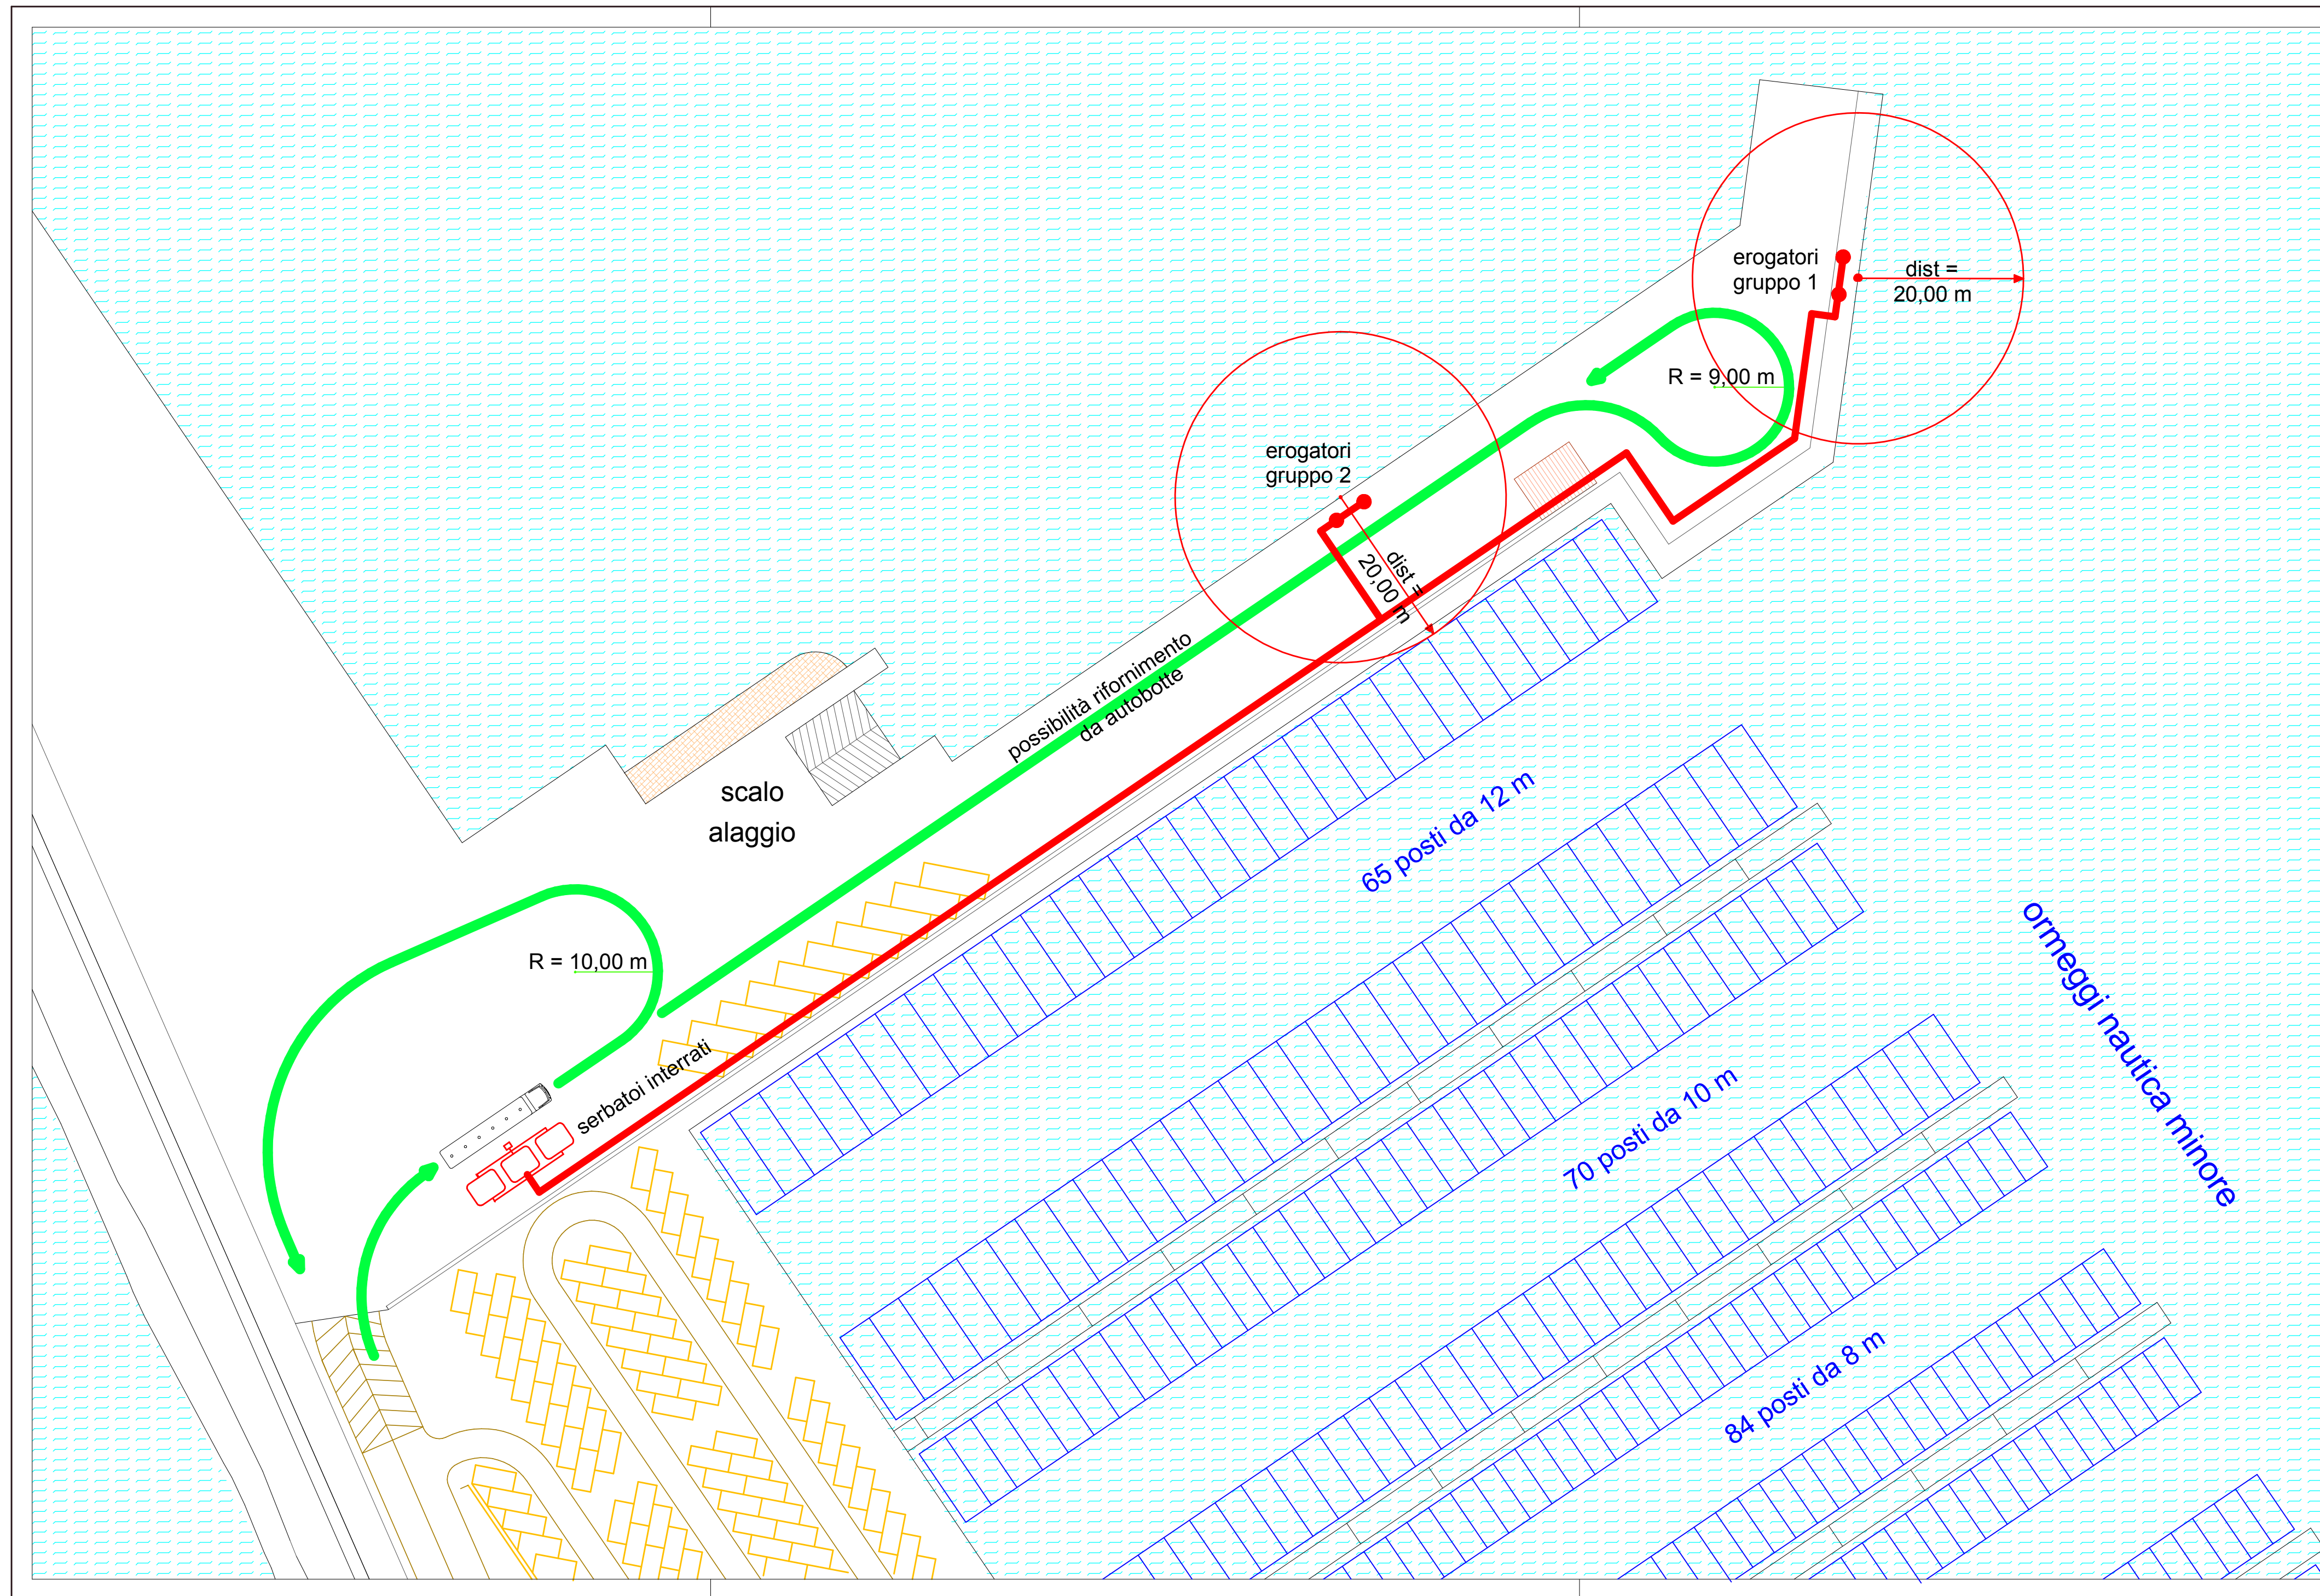 erogatori
gruppo 1
dist =
20,00 m
R = 9,00 m
erogatori
gruppo 2
dist =
20,00 m
possibilità rifornimento
da autobotte
scalo
alaggio
65 posti da 12 m
R = 10,00 m
ormeggi nautica minore
serbatoi interrati
70 posti da 10 m
84 posti da 8 m